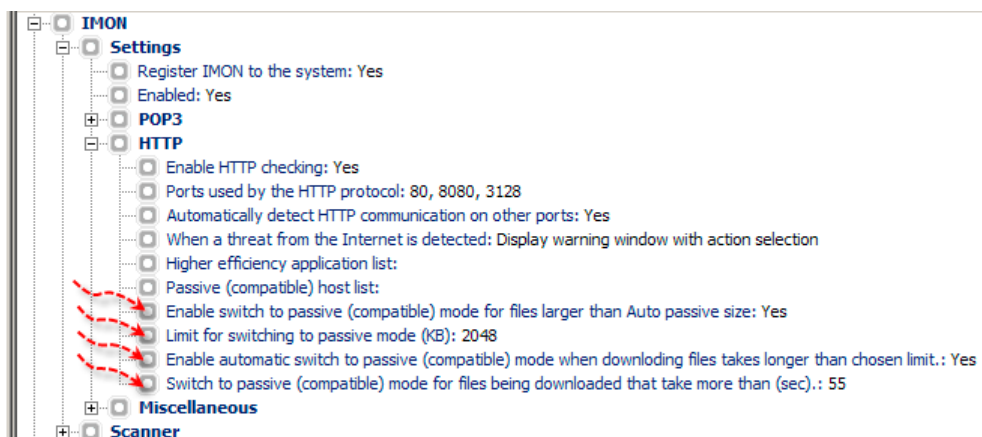 IMON
Settings
Register IMON to the system: Yes
Enabled: Yes
POP3
HTTP
Enable HTTP checking: Yes
Ports used by the HTTP protocol: 80, 8080, 3128
Automatically detect HTTP communication on other ports: Yes
When a threat from the Internet is detected: Display warning window with action selection
Higher efficiency application list:
Passive (compatible) host list:
Enable switch to passive (compatible) mode for files larger than Auto passive size: Yes
Limit for switching to passive mode (KB): 2048
Enable automatic switch to passive (compatible) mode when downloding files takes longer than chosen limit.: Yes
Switch to passive (compatible) mode for files being downloaded that take more than (sec).: 55
Miscellaneous
Scanner